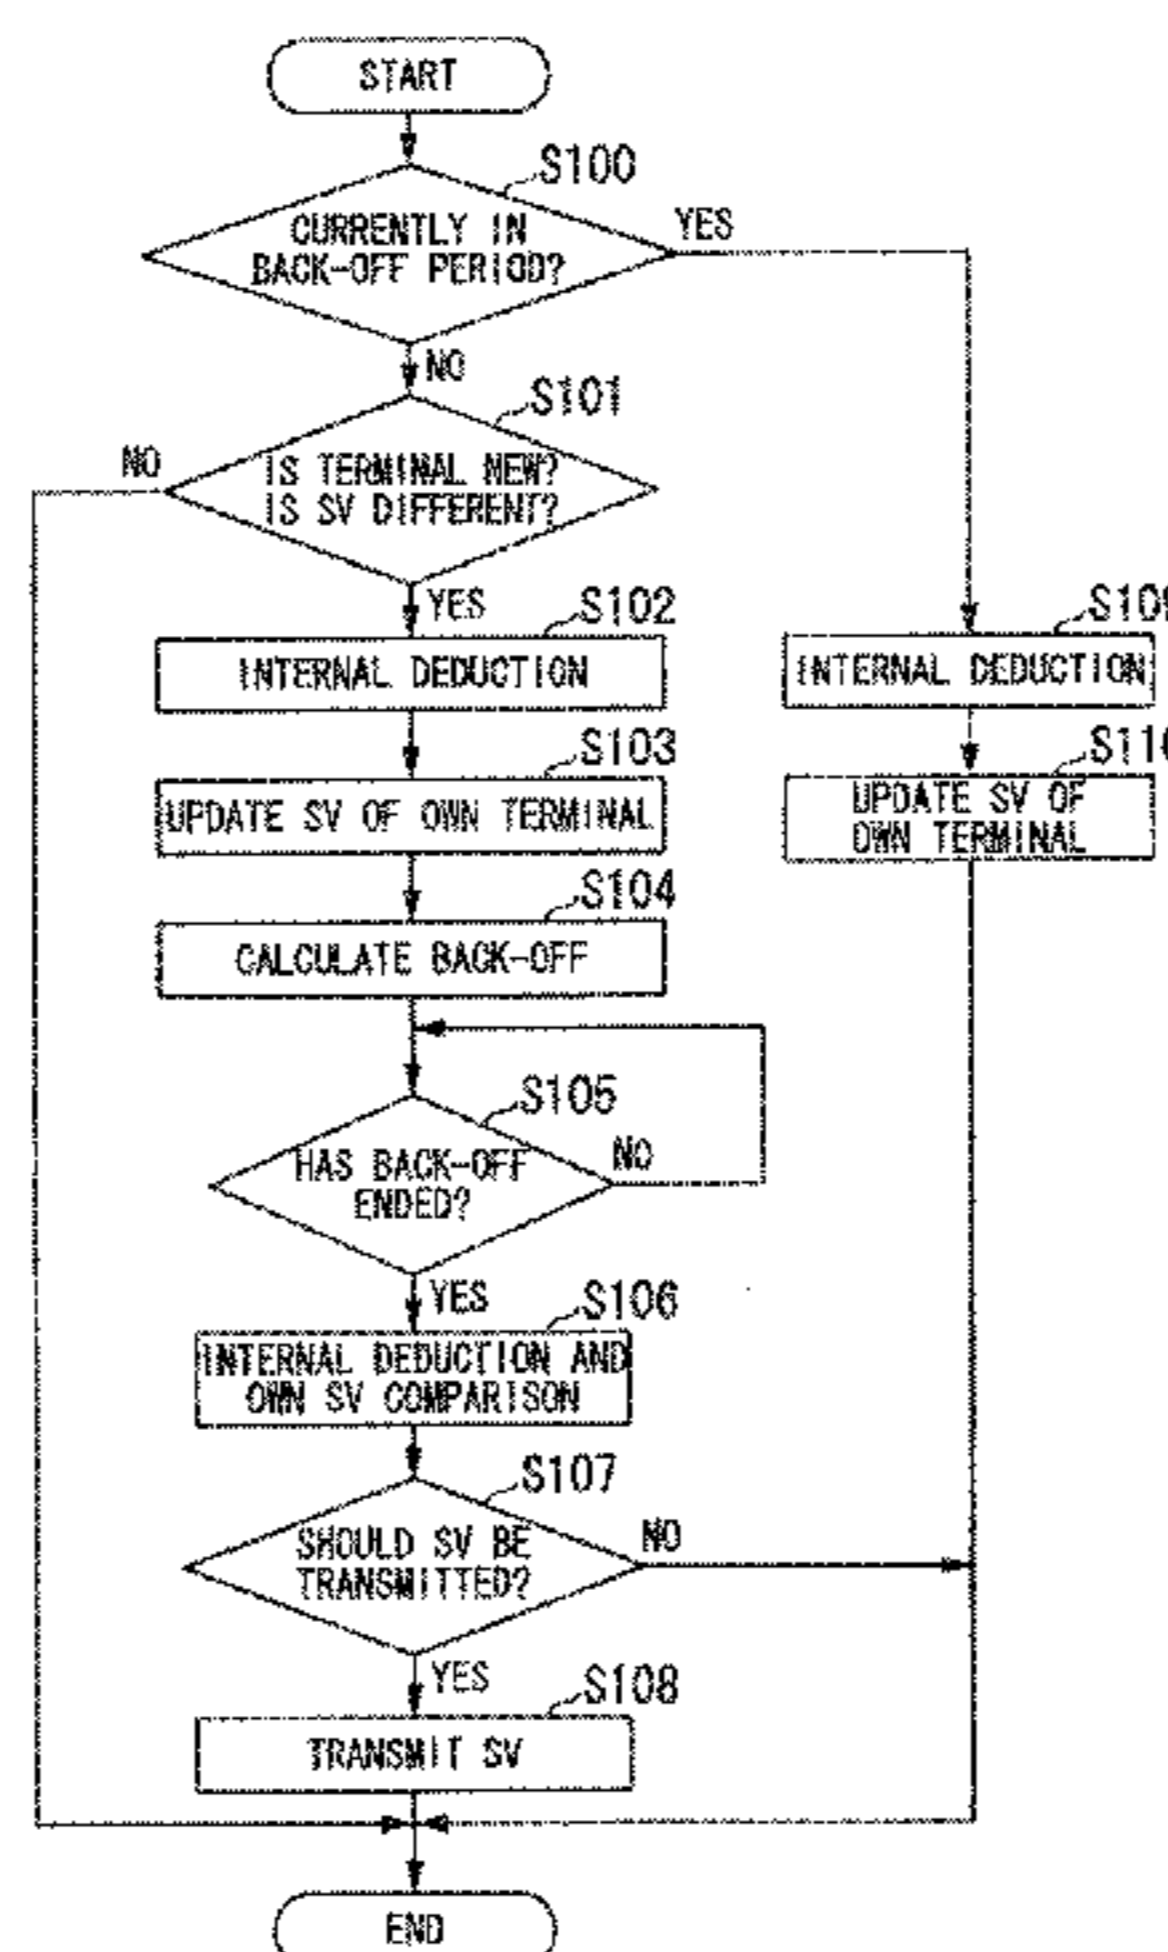 START
S100
CURRENTLY IN
BACK-OFF PERIOD?
YES
NO
S101
NO
IS TERMINAL NEW?
IS SV DIFFERENT?
YES
S102
INTERNAL DEDUCTION
S109
INTERNAL DEDUCTION
S103
UPDATE SV OF OWN TERMINAL
S110
UPDATE SV OF
OWN TERMINAL
S104
CALCULATE BACK-OFF
S105
HAS BACK-OFF
ENDED?
NO
YES
S106
INTERNAL DEDUCTION AND
OWN SV COMPARISON
S107
SHOULD SV BE
TRANSMITTED?
NO
YES
S108
TRANSMIT SV
END